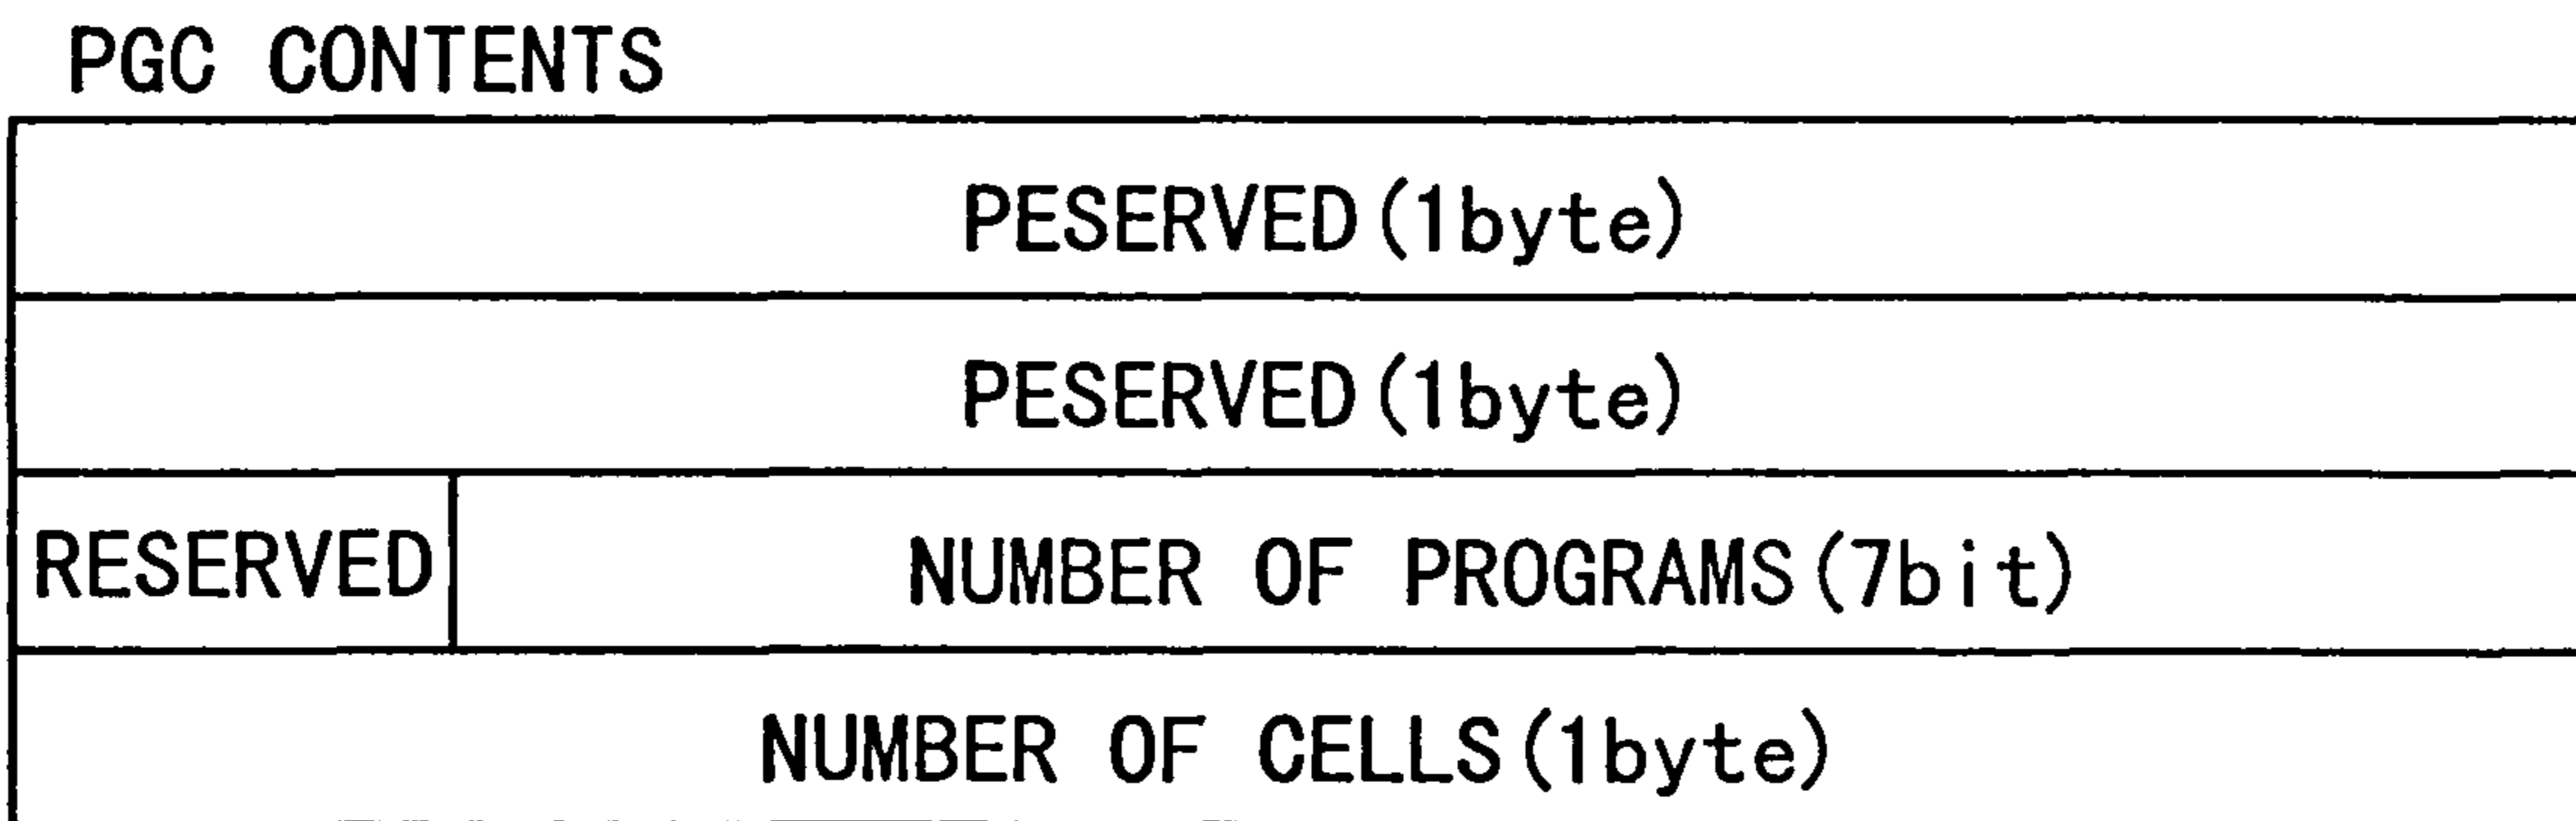 PGC CONTENTS
PESERVED(1byte)
PESERVED(1byte)
RESERVED NUMBER OF PROGRAMS(7bit)
NUMBER OF CELLS(1byte)